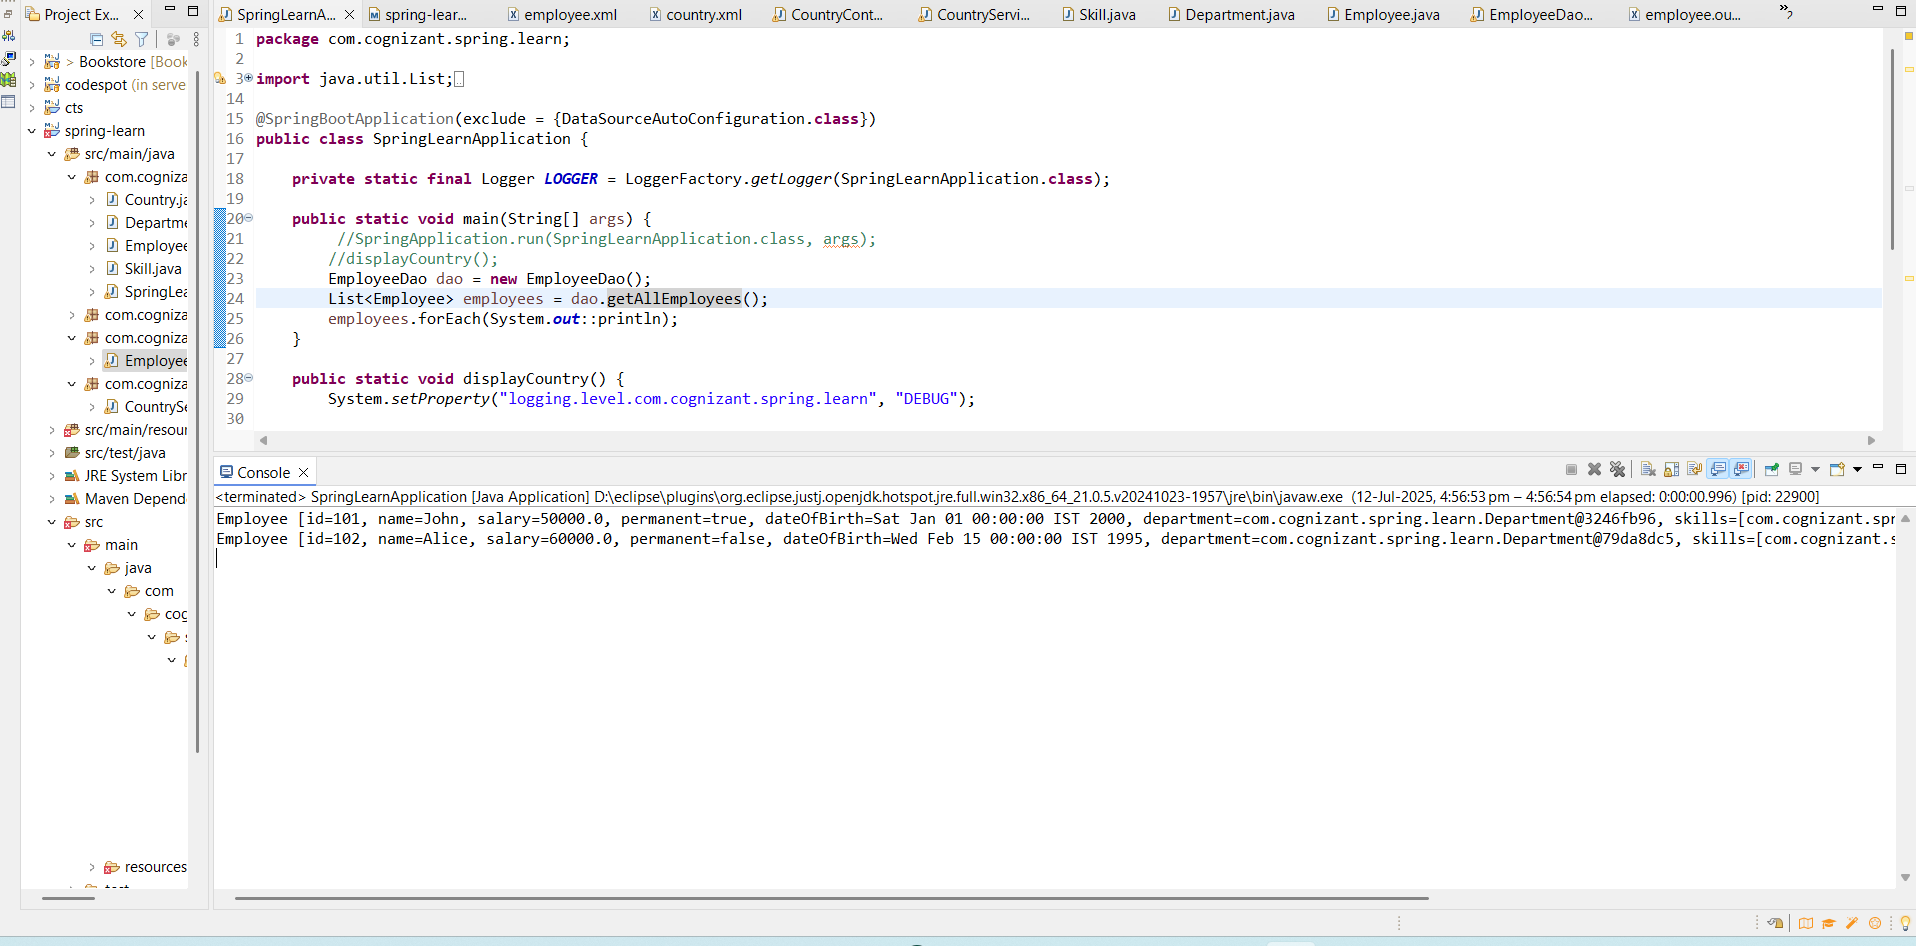 Project Ex...
SpringLearnA...
spring-lear...
employee.xml
country.xml
CountryCont...
CountryServi...
Skill.java
Department.java
Employee.java
EmployeeDao...
employee.ou...
2
> Bookstore [Book
codespot (in serve
cts
spring-learn
src/main/java
com.cogniza
Country.ja
Departme
Employee
Skill.java
SpringLea
com.cogniza
com.cogniza
Employee
com.cogniza
CountrySe
src/main/resour
src/test/java
JRE System Libr
Maven Depend
src
main
java
com
cog
s
resources
test
1 package com.cognizant.spring.learn;
2
3 import java.util.List;
14
15 @SpringBootApplication(exclude = {DataSourceAutoConfiguration.class})
16 public class SpringLearnApplication {
17
18 private static final Logger LOGGER = LoggerFactory.getLogger(SpringLearnApplication.class);
19
20 public static void main(String[] args) {
21 //SpringApplication.run(SpringLearnApplication.class, args);
22 //displayCountry();
23 EmployeeDao dao = new EmployeeDao();
24 List<Employee> employees = dao.getAllEmployees();
25 employees.forEach(System.out::println);
26 }
27
28 public static void displayCountry() {
29 System.setProperty("logging.level.com.cognizant.spring.learn", "DEBUG");
30
Console
<terminated> SpringLearnApplication [Java Application] D:\eclipse\plugins\org.eclipse.justj.openjdk.hotspot.jre.full.win32.x86_64_21.0.5.v20241023-1957\jre\bin\javaw.exe (12-Jul-2025, 4:56:53 pm – 4:56:54 pm elapsed: 0:00:00.996) [pid: 22900]
Employee [id=101, name=John, salary=50000.0, permanent=true, dateOfBirth=Sat Jan 01 00:00:00 IST 2000, department=com.cognizant.spring.learn.Department@3246fb96, skills=[com.cognizant.spr
Employee [id=102, name=Alice, salary=60000.0, permanent=false, dateOfBirth=Wed Feb 15 00:00:00 IST 1995, department=com.cognizant.spring.learn.Department@79da8dc5, skills=[com.cognizant.s